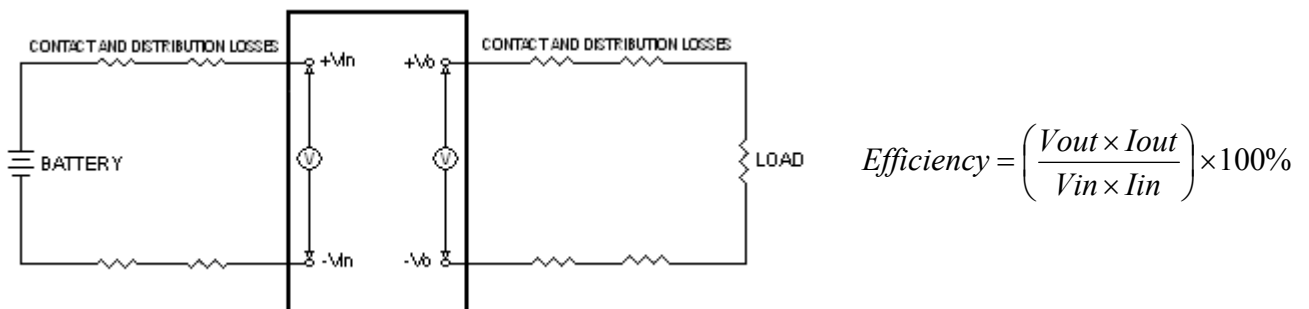 CONTACT AND DISTRIBUTION LOSSES
CONTACT AND DISTRIBUTION LOSSES
+Vin
+Vo
BATTERY
V
V
LOAD
-Vin
-Vo
Efficiency = (Vout × Iout / Vin × Iin) × 100%